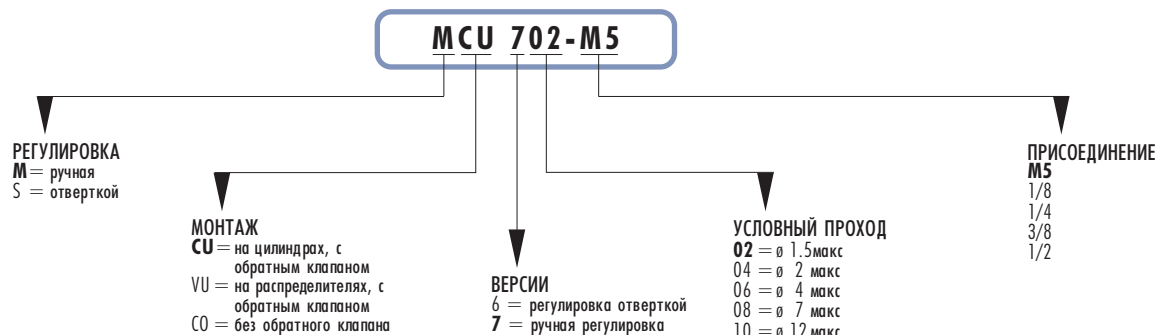 MCU 702-M5
РЕГУЛИРОВКА
M = ручная
S = отверткой
МОНТАЖ
CU = на цилиндрах, с
обратным клапаном
VU = на распределителях, с
обратным клапаном
CO = без обратного клапана
ВЕРСИИ
6 = регулировка отверткой
7 = ручная регулировка
УСЛОВНЫЙ ПРОХОД
02 = ø 1.5макс
04 = ø 2 макс
06 = ø 4 макс
08 = ø 7 макс
10 = ø 12 макс
ПРИСОЕДИНЕНИЕ
M5
1/8
1/4
3/8
1/2